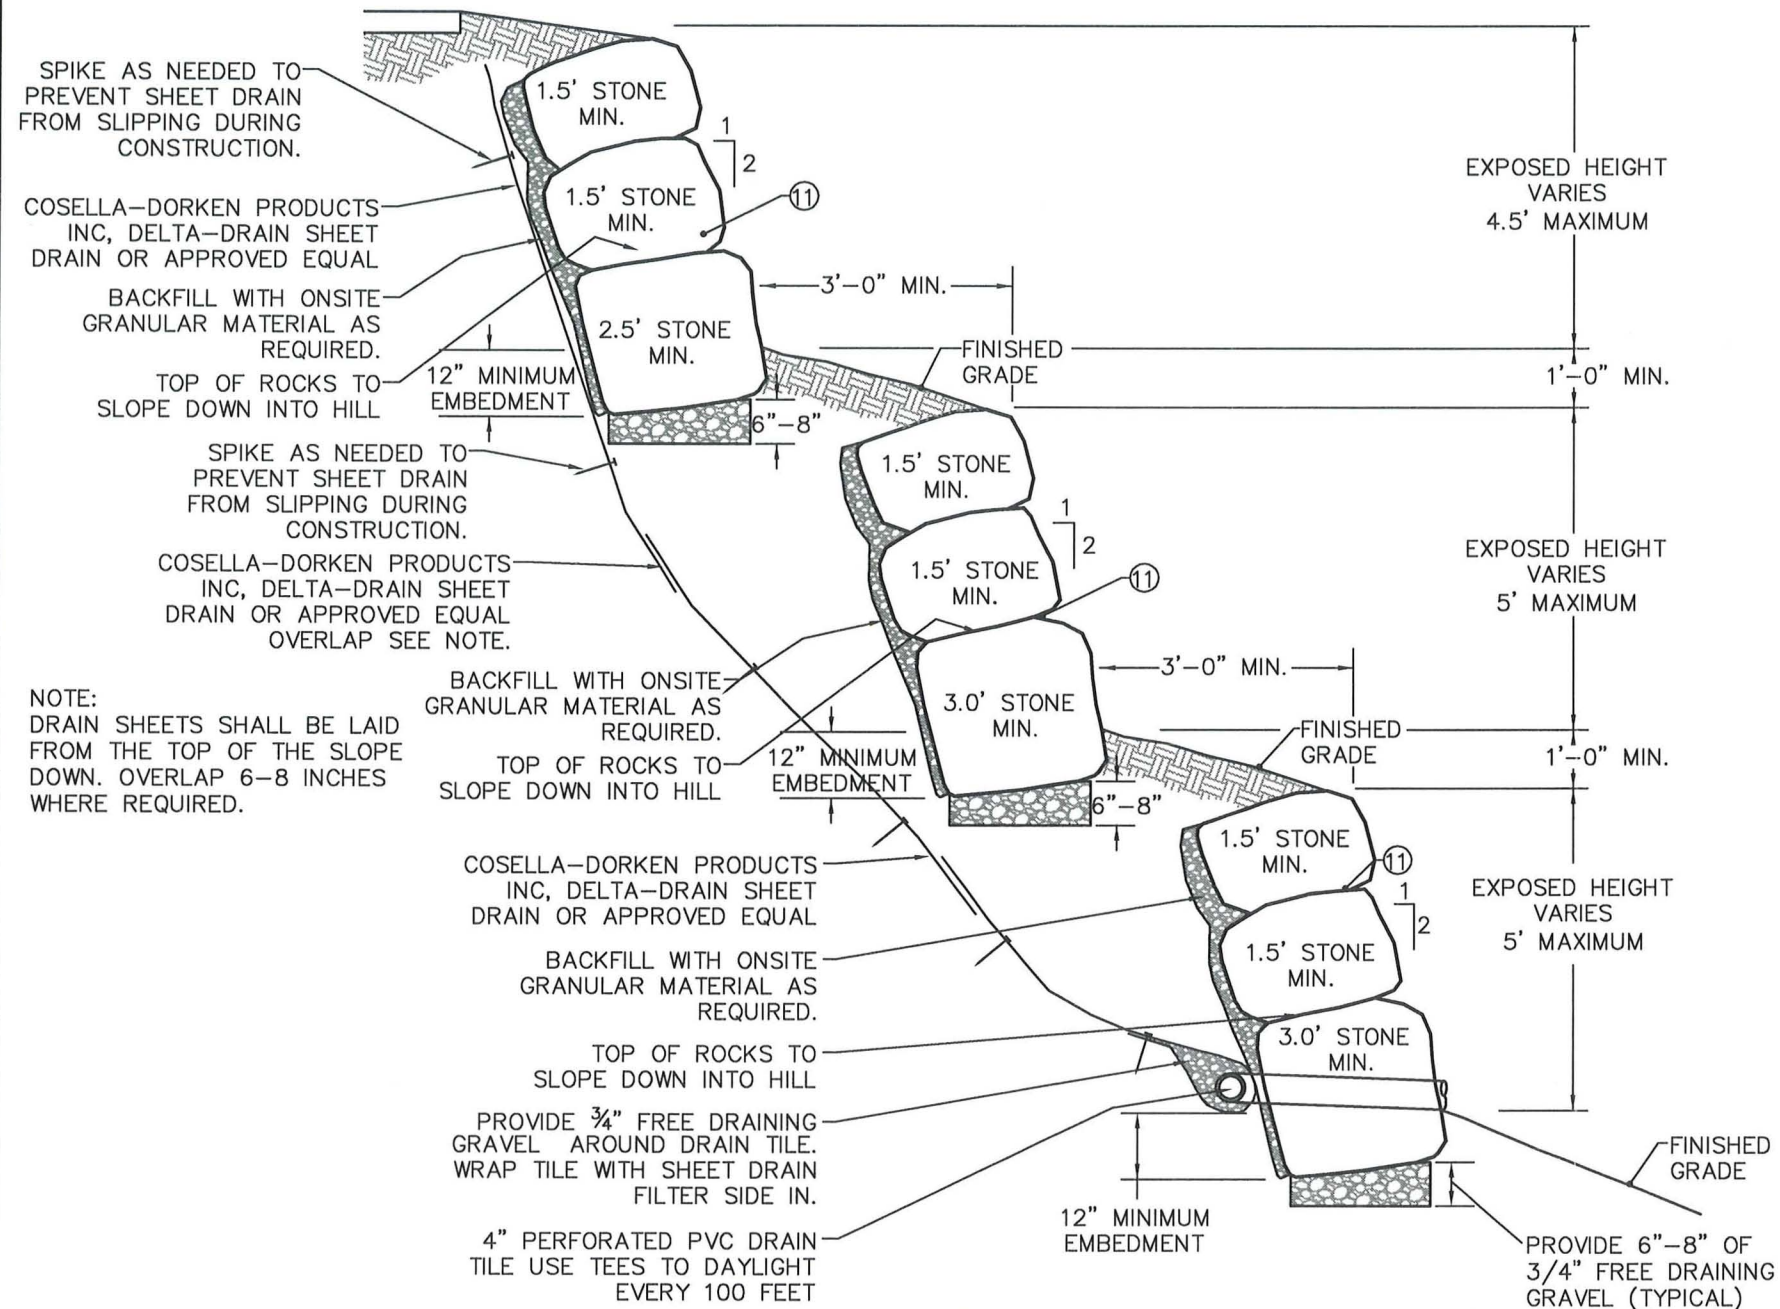 SPIKE AS NEEDED TO
PREVENT SHEET DRAIN
FROM SLIPPING DURING
CONSTRUCTION.
COSELLA-DORKEN PRODUCTS
INC, DELTA-DRAIN SHEET
DRAIN OR APPROVED EQUAL
BACKFILL WITH ONSITE
GRANULAR MATERIAL AS
REQUIRED.
TOP OF ROCKS TO
SLOPE DOWN INTO HILL
12" MINIMUM
EMBEDMENT
1.5' STONE
MIN.
1
2
1.5' STONE
MIN.
11
2.5' STONE
MIN.
3'-0" MIN.
6"-8"
FINISHED
GRADE
EXPOSED HEIGHT
VARIES
4.5' MAXIMUM
1'-0" MIN.
SPIKE AS NEEDED TO
PREVENT SHEET DRAIN
FROM SLIPPING DURING
CONSTRUCTION.
COSELLA-DORKEN PRODUCTS
INC, DELTA-DRAIN SHEET
DRAIN OR APPROVED EQUAL
OVERLAP SEE NOTE.
BACKFILL WITH ONSITE
GRANULAR MATERIAL AS
REQUIRED.
TOP OF ROCKS TO
SLOPE DOWN INTO HILL
12" MINIMUM
EMBEDMENT
1.5' STONE
MIN.
1
2
1.5' STONE
MIN.
11
3.0' STONE
MIN.
3'-0" MIN.
6"-8"
FINISHED
GRADE
EXPOSED HEIGHT
VARIES
5' MAXIMUM
1'-0" MIN.
NOTE:
DRAIN SHEETS SHALL BE LAID
FROM THE TOP OF THE SLOPE
DOWN. OVERLAP 6-8 INCHES
WHERE REQUIRED.
COSELLA-DORKEN PRODUCTS
INC, DELTA-DRAIN SHEET
DRAIN OR APPROVED EQUAL
BACKFILL WITH ONSITE
GRANULAR MATERIAL AS
REQUIRED.
TOP OF ROCKS TO
SLOPE DOWN INTO HILL
PROVIDE ¾" FREE DRAINING
GRAVEL AROUND DRAIN TILE.
WRAP TILE WITH SHEET DRAIN
FILTER SIDE IN.
4" PERFORATED PVC DRAIN
TILE USE TEES TO DAYLIGHT
EVERY 100 FEET
1.5' STONE
MIN.
11
1
2
1.5' STONE
MIN.
3.0' STONE
MIN.
EXPOSED HEIGHT
VARIES
5' MAXIMUM
12" MINIMUM
EMBEDMENT
FINISHED
GRADE
PROVIDE 6"-8" OF
3/4" FREE DRAINING
GRAVEL (TYPICAL)